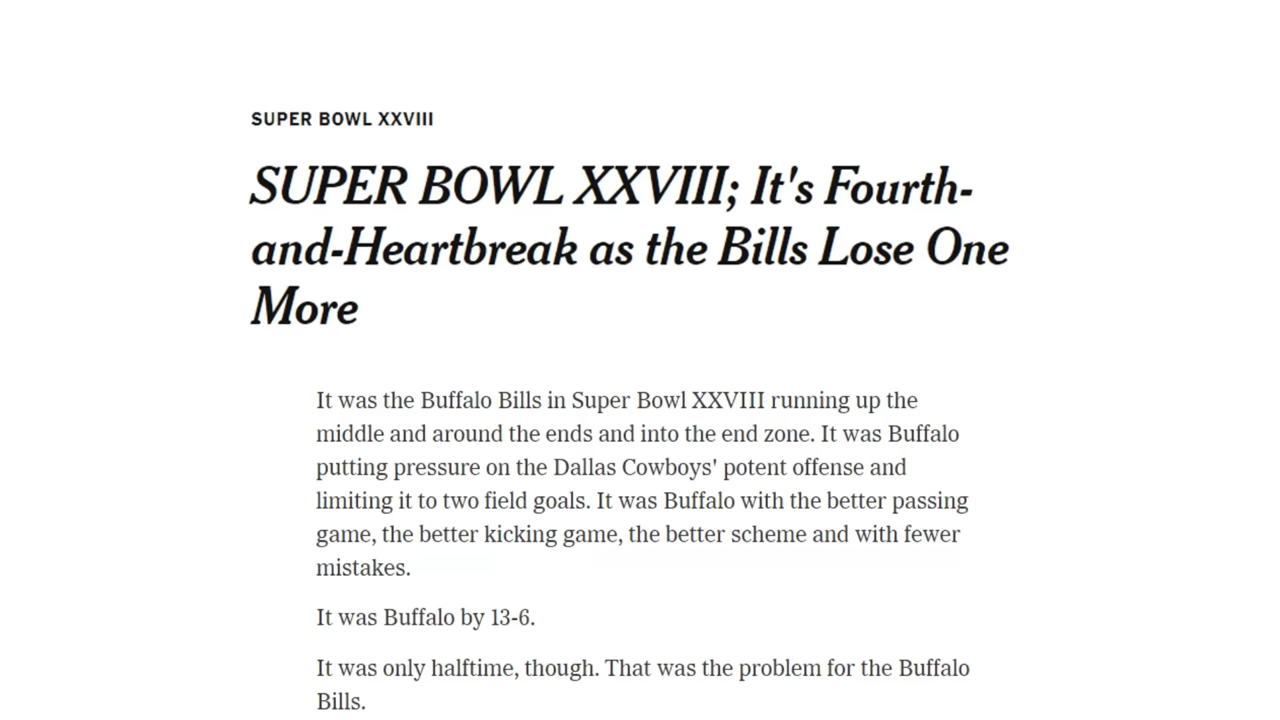 SUPER BOWL XXVIII
SUPER BOWL XXVIII; It's Fourth-
and-Heartbreak as the Bills Lose One
More
It was the Buffalo Bills in Super Bowl XXVIII running up the
middle and around the ends and into the end zone. It was Buffalo
putting pressure on the Dallas Cowboys' potent offense and
limiting it to two field goals. It was Buffalo with the better passing
game, the better kicking game, the better scheme and with fewer
mistakes.
It was Buffalo by 13-6.
It was only halftime, though. That was the problem for the Buffalo
Bills.